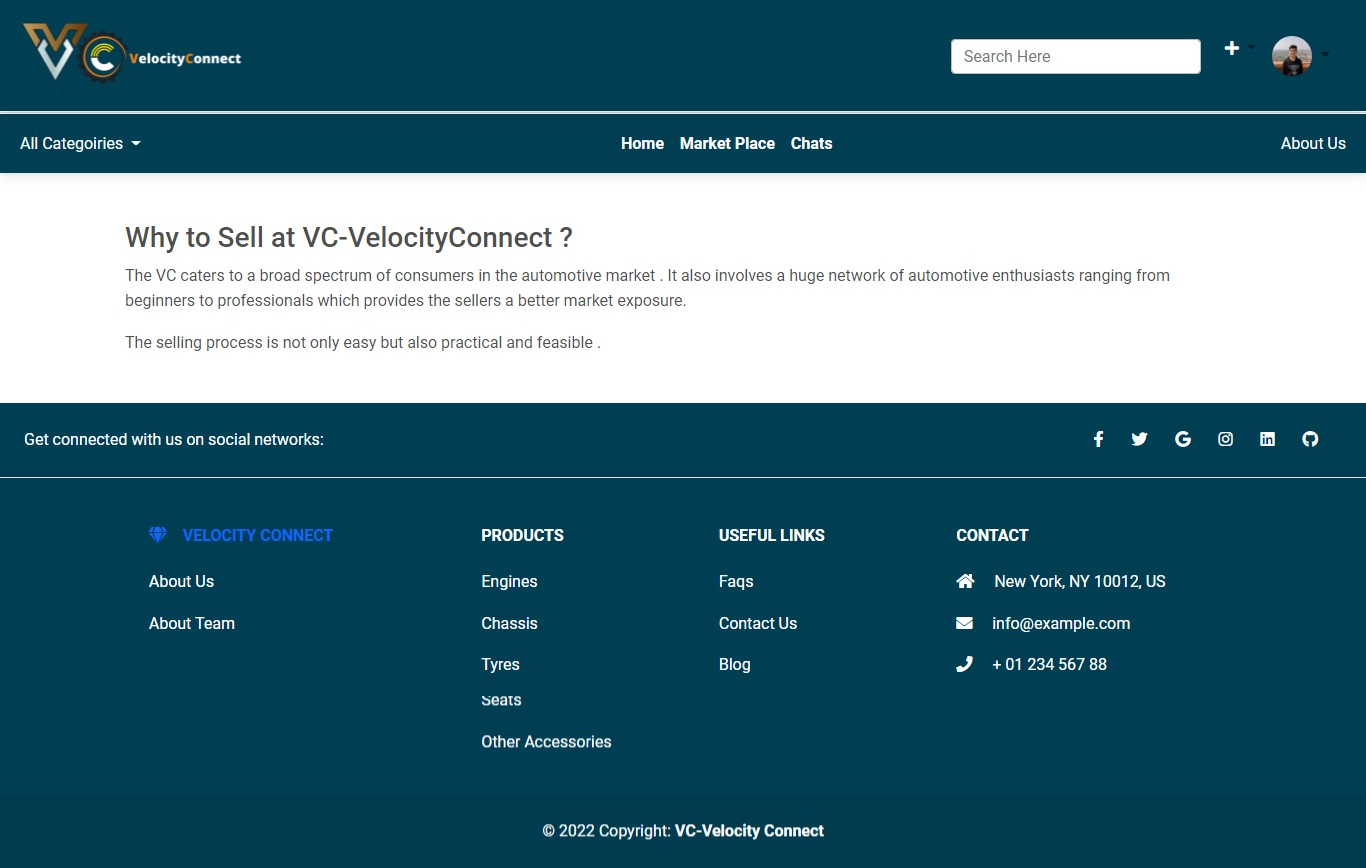 VC VelocityConnect
Search Here
All Categoiries
Home Market Place Chats
About Us
Why to Sell at VC-VelocityConnect ?
The VC caters to a broad spectrum of consumers in the automotive market . It also involves a huge network of automotive enthusiasts ranging from
beginners to professionals which provides the sellers a better market exposure.
The selling process is not only easy but also practical and feasible .
Get connected with us on social networks:
VELOCITY CONNECT
About Us
About Team
PRODUCTS
Engines
Chassis
Tyres
Seats
Other Accessories
USEFUL LINKS
Faqs
Contact Us
Blog
CONTACT
New York, NY 10012, US
info@example.com
+ 01 234 567 88
© 2022 Copyright: VC-Velocity Connect